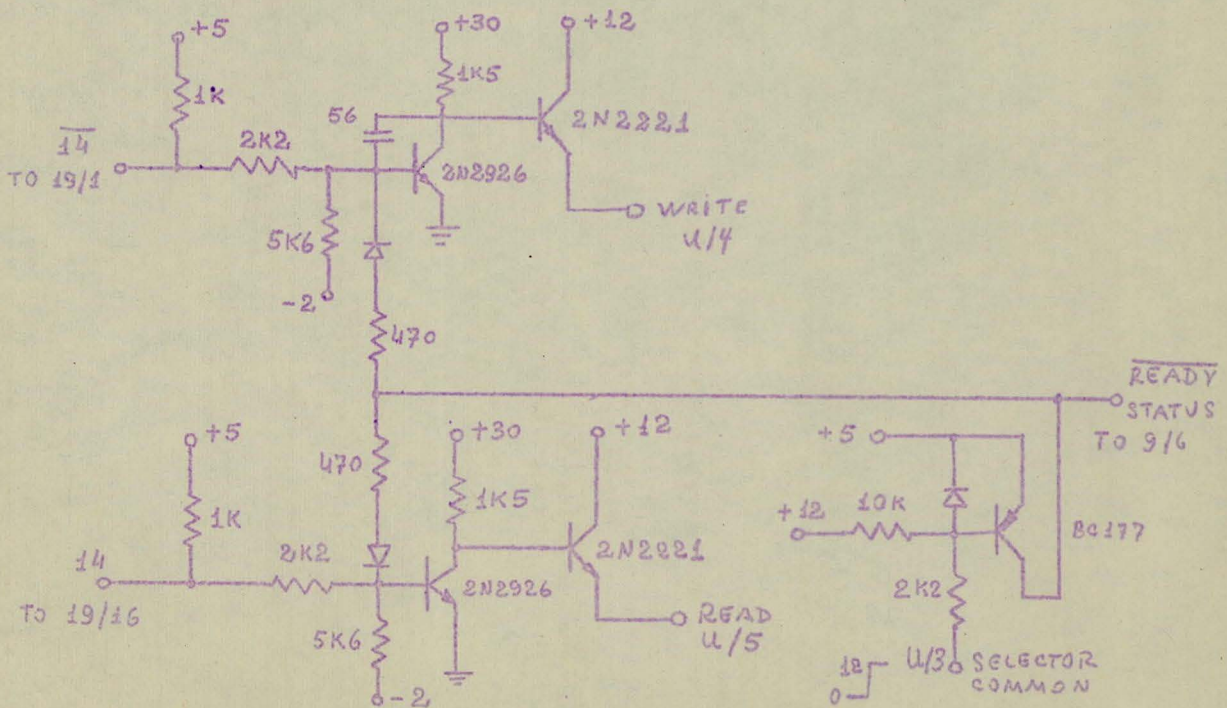 +5
+30
+12
1K
1K5
56
2N2221
14
TO 19/1
2K2
2N2926
WRITE
U/4
5K6
-2
470
READY
STATUS
TO 9/6
+5
+30
+12
+5
470
1K
1K5
+12
10K
BC177
14
TO 19/16
2K2
2N2221
2N2926
2K2
READ
U/5
5K6
-2
12
0
U/3
SELECTOR
COMMON